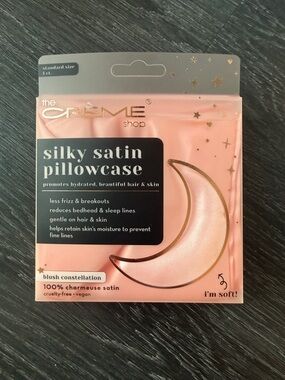 standard size
1 ct.
the
CRÈME®
shop
silky satin
pillowcase
promotes hydrated, beautiful hair & skin
less frizz & breakouts
reduces bedhead & sleep lines
gentle on hair & skin
helps retain skin's moisture to prevent
fine lines
blush constellation
100% charmeuse satin
cruelty-free • vegan
i'm soft!